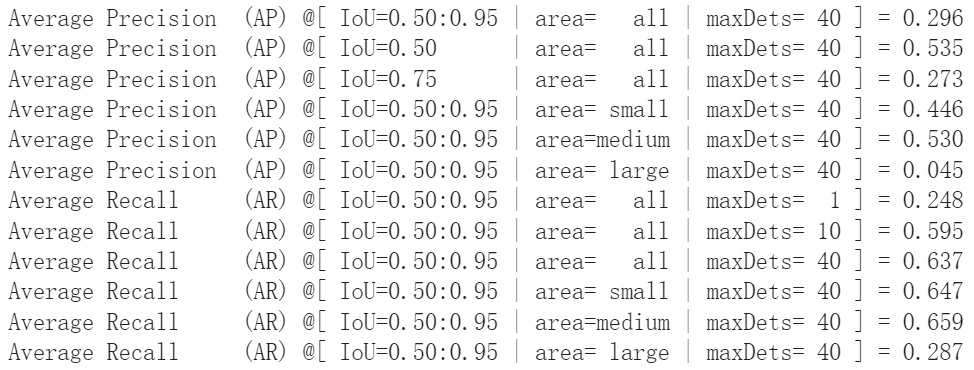 Average Precision  (AP) @[ IoU=0.50:0.95 | area=   all | maxDets= 40 ] = 0.296
Average Precision  (AP) @[ IoU=0.50      | area=   all | maxDets= 40 ] = 0.535
Average Precision  (AP) @[ IoU=0.75      | area=   all | maxDets= 40 ] = 0.273
Average Precision  (AP) @[ IoU=0.50:0.95 | area= small | maxDets= 40 ] = 0.446
Average Precision  (AP) @[ IoU=0.50:0.95 | area=medium | maxDets= 40 ] = 0.530
Average Precision  (AP) @[ IoU=0.50:0.95 | area= large | maxDets= 40 ] = 0.045
Average Recall     (AR) @[ IoU=0.50:0.95 | area=   all | maxDets=  1 ] = 0.248
Average Recall     (AR) @[ IoU=0.50:0.95 | area=   all | maxDets= 10 ] = 0.595
Average Recall     (AR) @[ IoU=0.50:0.95 | area=   all | maxDets= 40 ] = 0.637
Average Recall     (AR) @[ IoU=0.50:0.95 | area= small | maxDets= 40 ] = 0.647
Average Recall     (AR) @[ IoU=0.50:0.95 | area=medium | maxDets= 40 ] = 0.659
Average Recall     (AR) @[ IoU=0.50:0.95 | area= large | maxDets= 40 ] = 0.287